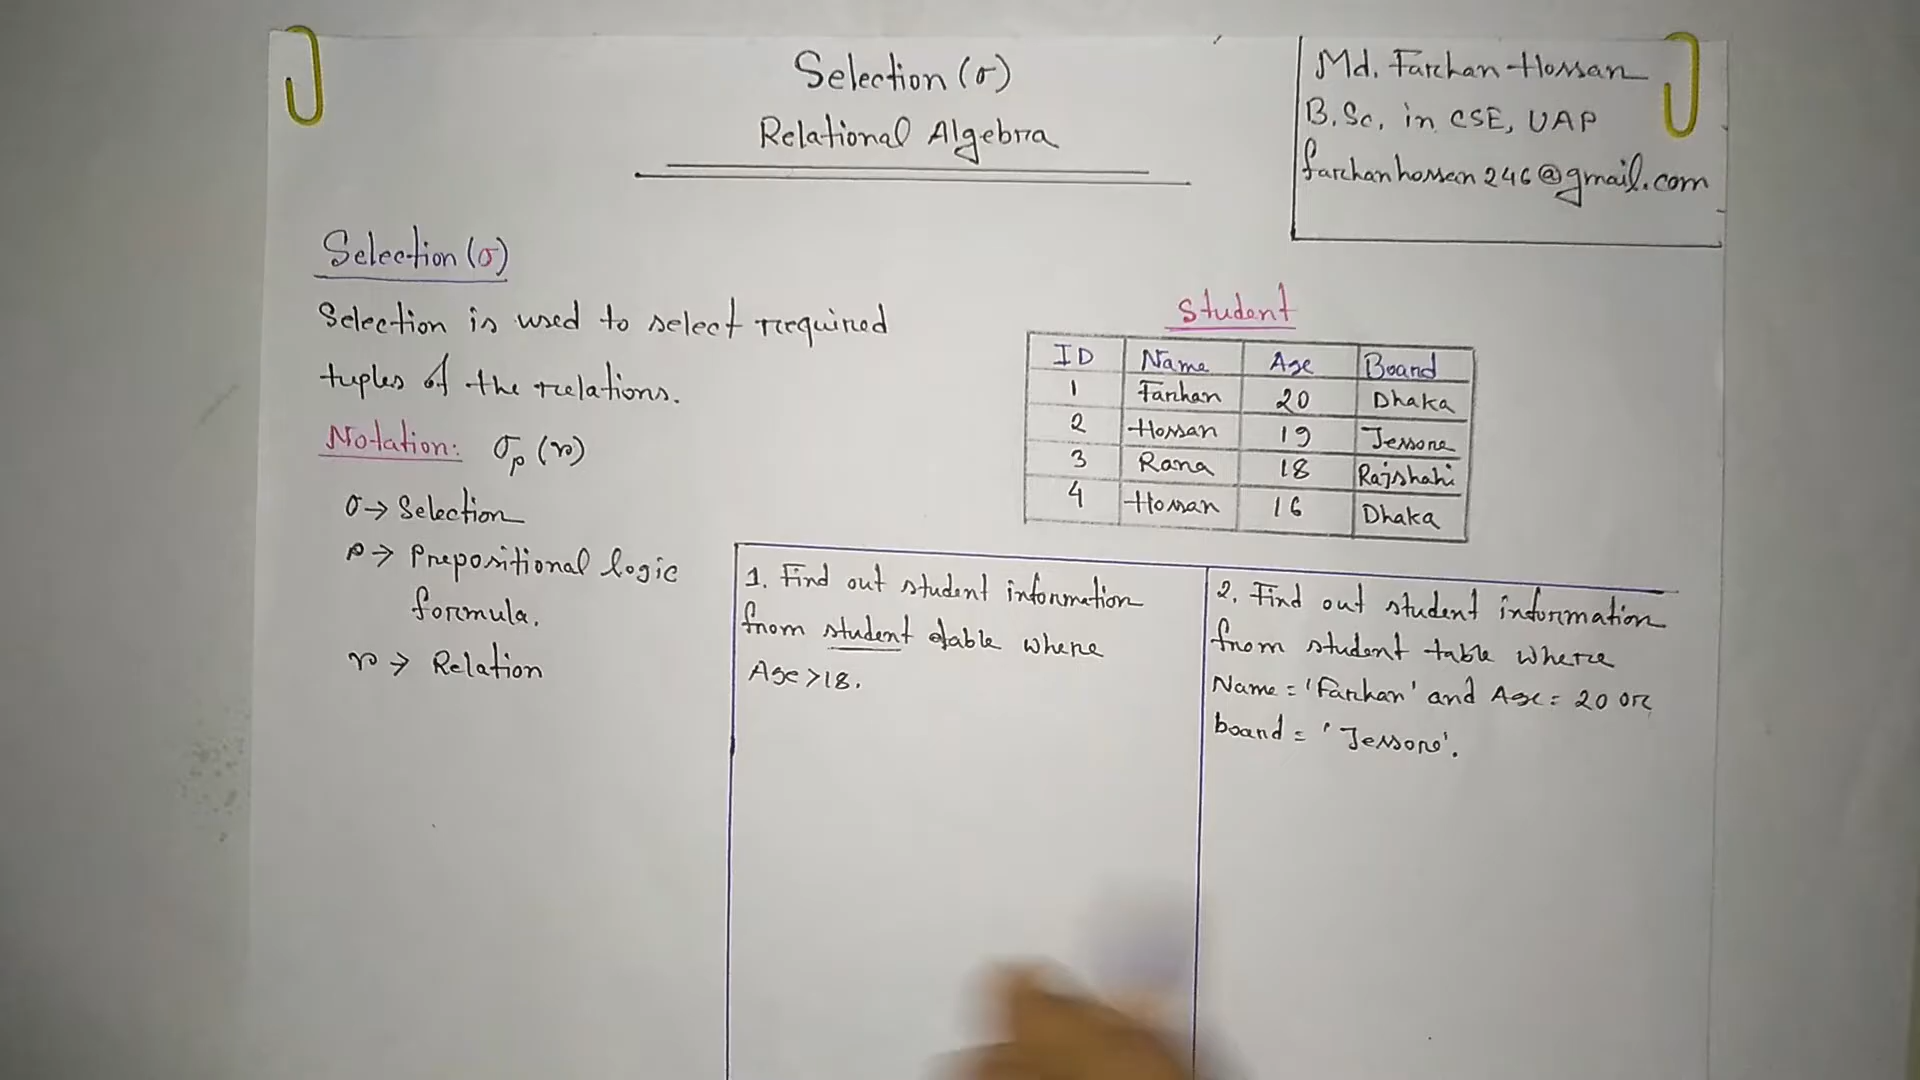 Selection (σ)
Relational Algebra
Md. Farhan Hossan
B.Sc. in CSE, UAP
farhanhossan246@gmail.com
Selection (σ)
Selection is used to select required
tuples of the relations.
Notation: σp (r)
σ → Selection
p → Prepositional logic
formula.
r → Relation
Student
ID Name Age Board
1 Farhan 20 Dhaka
2 Hossan 19 Jessore
3 Rana 18 Rajshahi
4 Hossan 16 Dhaka
1. Find out student information
from student table where
Age > 18.
2. Find out student information
from student table where
Name = 'Farhan' and Age = 20 or
board = 'Jessore'.